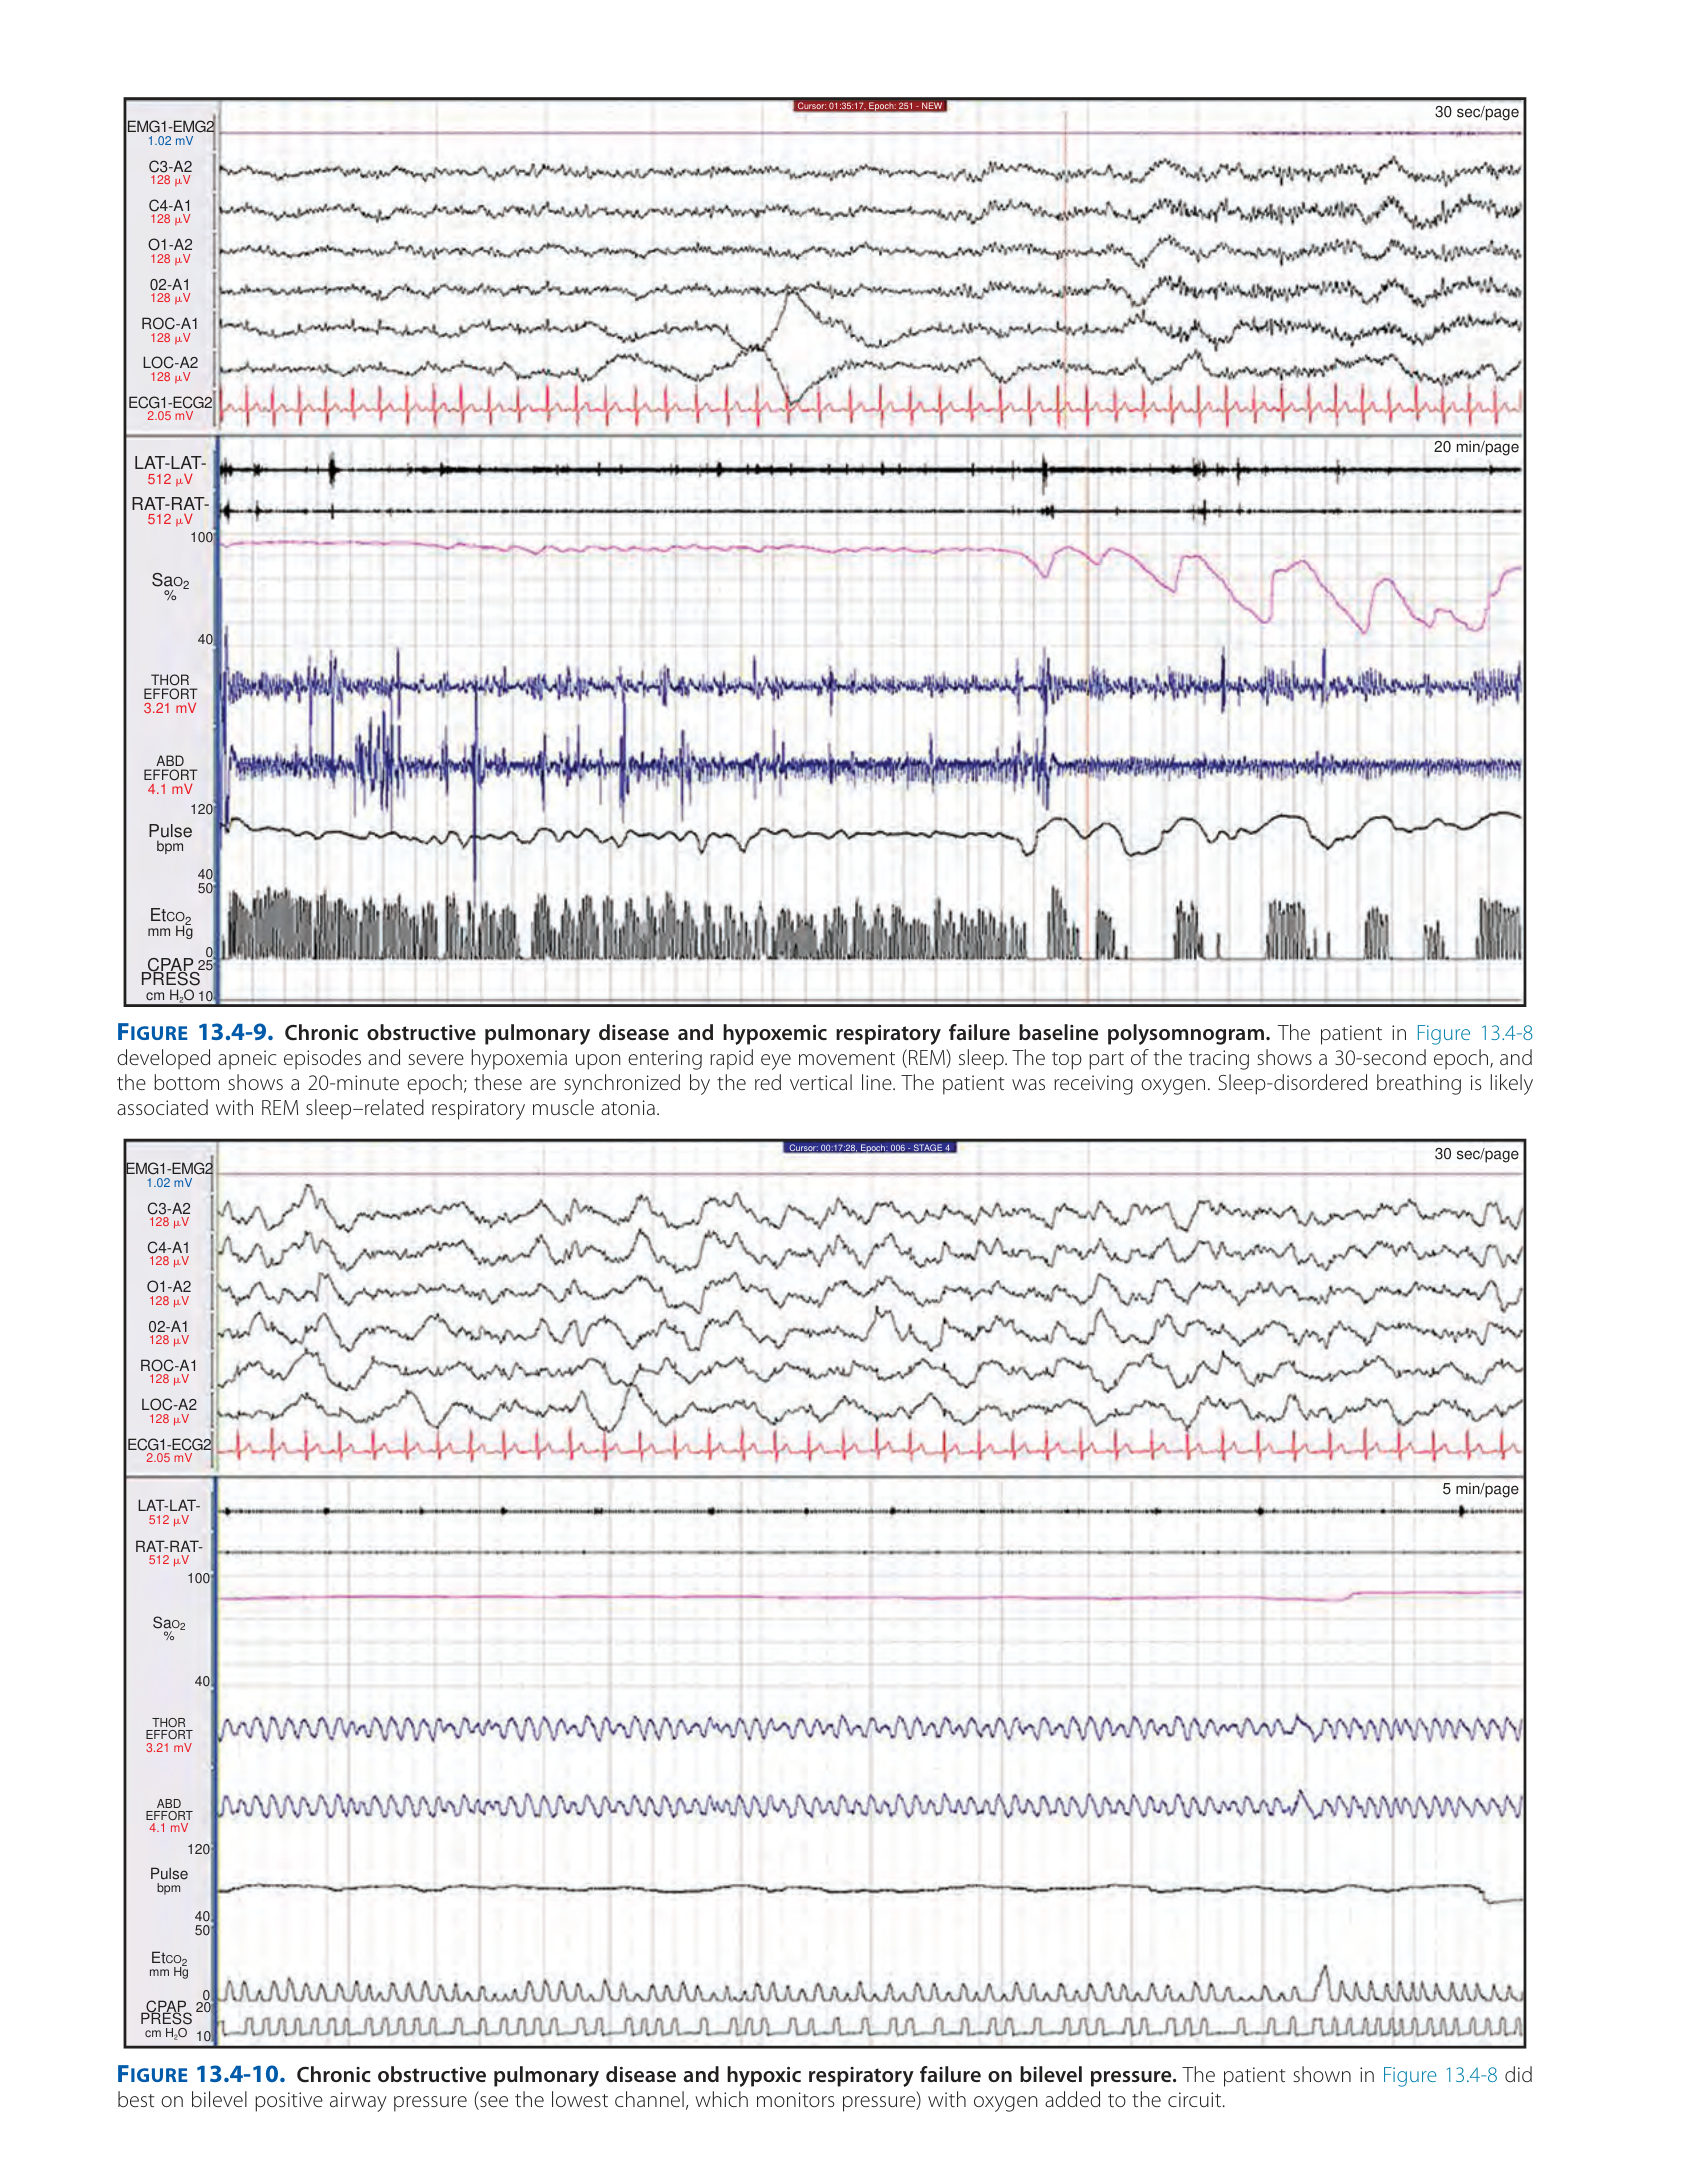 Cursor: 01:35:17, Epoch: 251 - NEW
30 sec/page
EMG1-EMG2
1.02 mV
C3-A2
128 μV
C4-A1
128 μV
O1-A2
128 μV
02-A1
128 μV
ROC-A1
128 μV
LOC-A2
128 μV
ECG1-ECG2
2.05 mV
20 min/page
LAT-LAT-
512 μV
RAT-RAT-
512 μV
100
SaO2
%
40
THOR
EFFORT
3.21 mV
ABD
EFFORT
4.1 mV
120
Pulse
bpm
40
50
EtCO2
mm Hg
0
CPAP 25
PRESS
cm H2O 10
FIGURE 13.4-9. Chronic obstructive pulmonary disease and hypoxemic respiratory failure baseline polysomnogram. The patient in Figure 13.4-8
developed apneic episodes and severe hypoxemia upon entering rapid eye movement (REM) sleep. The top part of the tracing shows a 30-second epoch, and
the bottom shows a 20-minute epoch; these are synchronized by the red vertical line. The patient was receiving oxygen. Sleep-disordered breathing is likely
associated with REM sleep–related respiratory muscle atonia.
Cursor: 00:17:28, Epoch: 006 - STAGE 4
30 sec/page
EMG1-EMG2
1.02 mV
C3-A2
128 μV
C4-A1
128 μV
O1-A2
128 μV
02-A1
128 μV
ROC-A1
128 μV
LOC-A2
128 μV
ECG1-ECG2
2.05 mV
5 min/page
LAT-LAT-
512 μV
RAT-RAT-
512 μV
100
SaO2
%
40
THOR
EFFORT
3.21 mV
ABD
EFFORT
4.1 mV
120
Pulse
bpm
40
50
EtCO2
mm Hg
0
CPAP 20
PRESS
cm H2O 10
FIGURE 13.4-10. Chronic obstructive pulmonary disease and hypoxic respiratory failure on bilevel pressure. The patient shown in Figure 13.4-8 did
best on bilevel positive airway pressure (see the lowest channel, which monitors pressure) with oxygen added to the circuit.